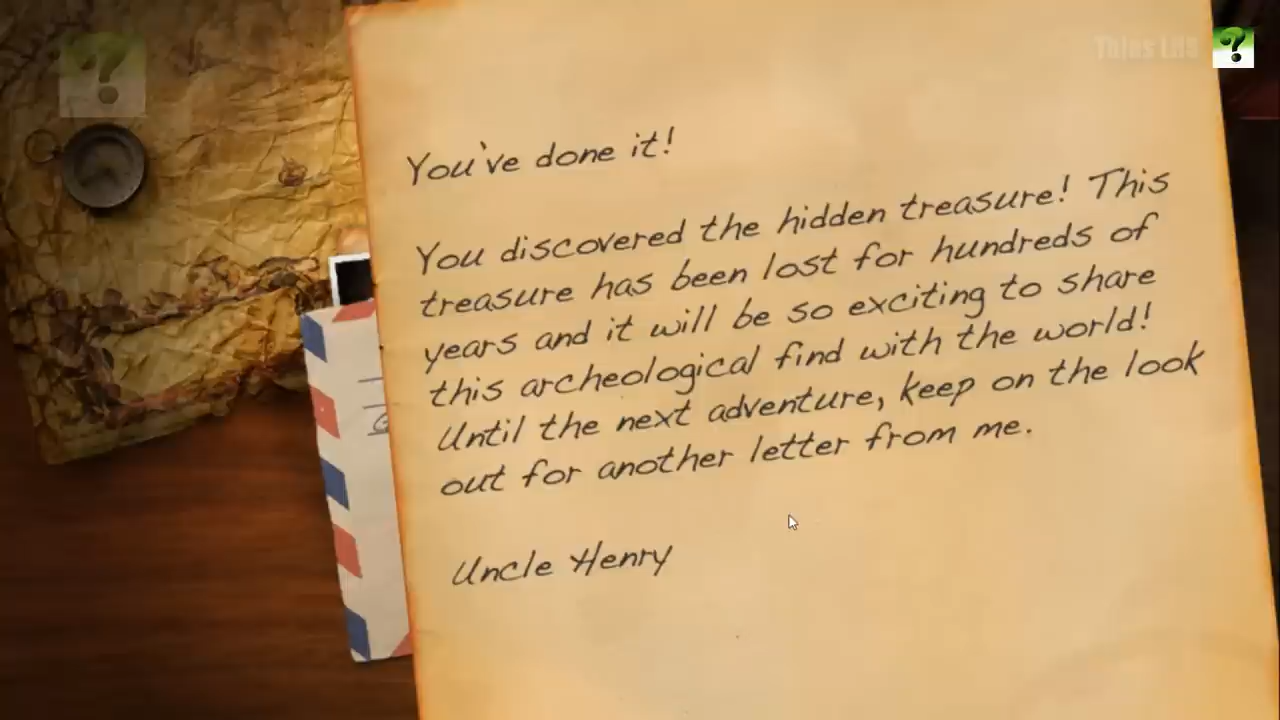 You've done it!
You discovered the hidden treasure! This
treasure has been lost for hundreds of
years and it will be so exciting to share
this archeological find with the world!
Until the next adventure, keep on the look
out for another letter from me.
Uncle Henry